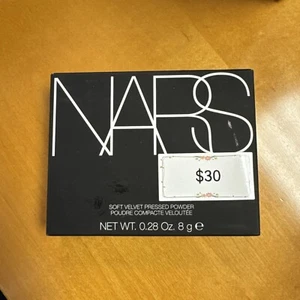 NARS
$30
SOFT VELVET PRESSED POWDER
POUDRE COMPACTE VELOUTÉE
NET WT. 0.28 Oz. 8 g ℮